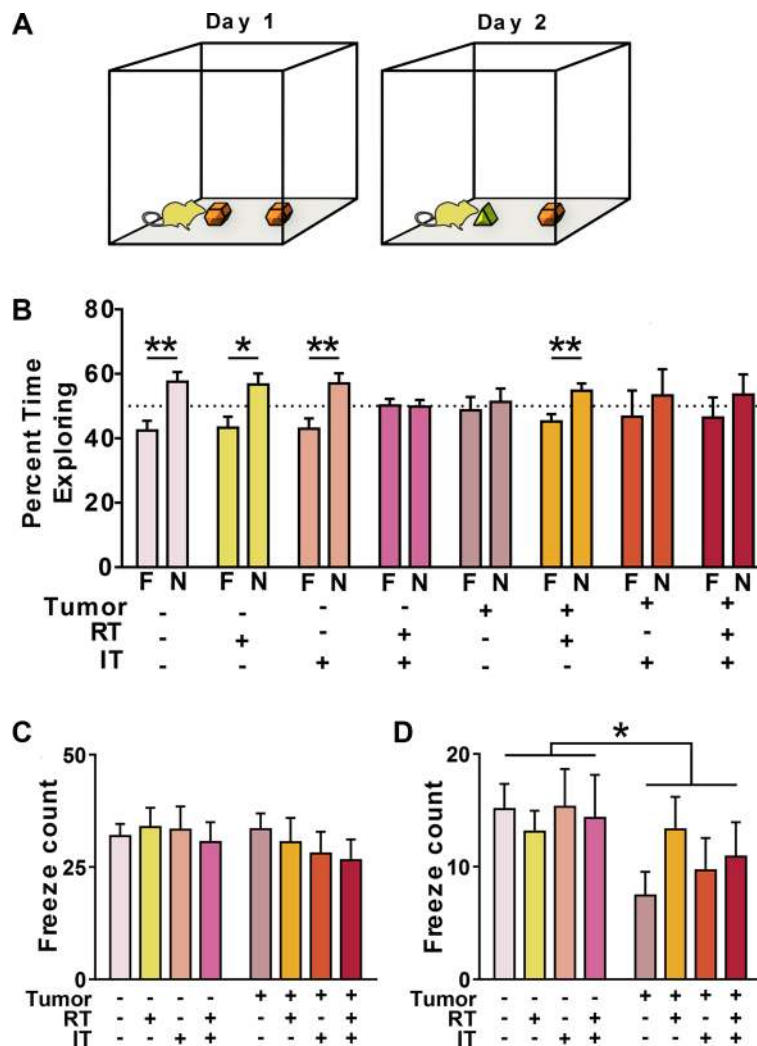 A
Day 1
Day 2
B
Percent Time
Exploring
80
60
40
20
0
** * ** **
F N F N F N F N F N F N F N F N
Tumor - - - - + + + +
RT - + - + - + - +
IT - - + + - - + +
C
Freeze count
50
25
0
Tumor - - - - + + + +
RT - + - + - + - +
IT - - + + - - + +
D
Freeze count
20
10
0
*
Tumor - - - - + + + +
RT - + - + - + - +
IT - - + + - - + +